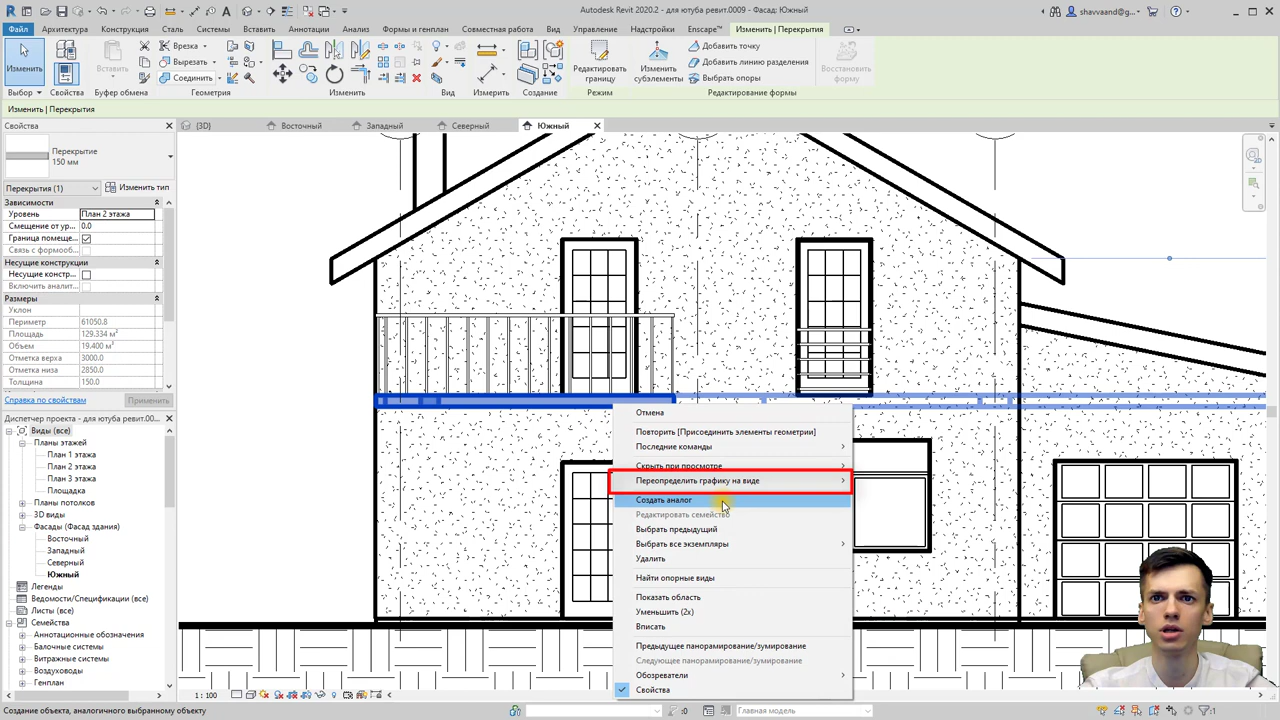 Autodesk Revit 2020.2 - для ютуба ревит.0009 - Фасад: Южный
shavvaand@g...
Файл Архитектура Конструкция Сталь Системы Вставить Аннотации Анализ Формы и генплан Совместная работа Вид Управление Надстройки Enscape™ Изменить | Перекрытия
Изменить
Вставить
Врезка
Вырезать
Соединить
Редактировать
границу
Изменить
субэлементы
Добавить точку
Добавить линию разделения
Выбрать опоры
Восстановить
форму
Выбор Свойства Буфер обмена Геометрия Изменить Вид Измерить Создание Режим Редактирование формы
Изменить | Перекрытия
Свойства
(3D) Восточный Западный Северный Южный
Перекрытие
150 мм
Перекрытия (1) Изменить тип
Зависимости
Уровень План 2 этажа
Смещение от ур... 0.0
Граница помеще...
Связь с формооб...
Несущие конструкции
Несущие констр...
Включить аналит...
Размеры
Уклон
Периметр 61050.8
Площадь 129.334 м²
Объем 19.400 м³
Отметка верха 3000.0
Отметка низа 2850.0
Толщина 150.0
Справка по свойствам Применить
Диспетчер проекта - для ютуба ревит.00...
Виды (все)
Планы этажей
План 1 этажа
План 2 этажа
План 3 этажа
Площадка
Планы потолков
3D виды
Фасады (Фасад здания)
Восточный
Западный
Северный
Южный
Легенды
Ведомости/Спецификации (все)
Листы (все)
Семейства
Аннотационные обозначения
Балочные системы
Витражные системы
Воздуховоды
Генплан
Отмена
Повторить [Присоединить элементы геометрии]
Последние команды
Скрыть при просмотре
Переопределить графику на виде
Создать аналог
Редактировать семейство
Выбрать предыдущий
Выбрать все экземпляры
Удалить
Найти опорные виды
Показать область
Уменьшить (2x)
Вписать
Предыдущее панорамирование/зумирование
Следующее панорамирование/зумирование
Обозреватели
Свойства
1 : 100
Создание объекта, аналогичного выбранному объекту
:0
Главная модель
:1